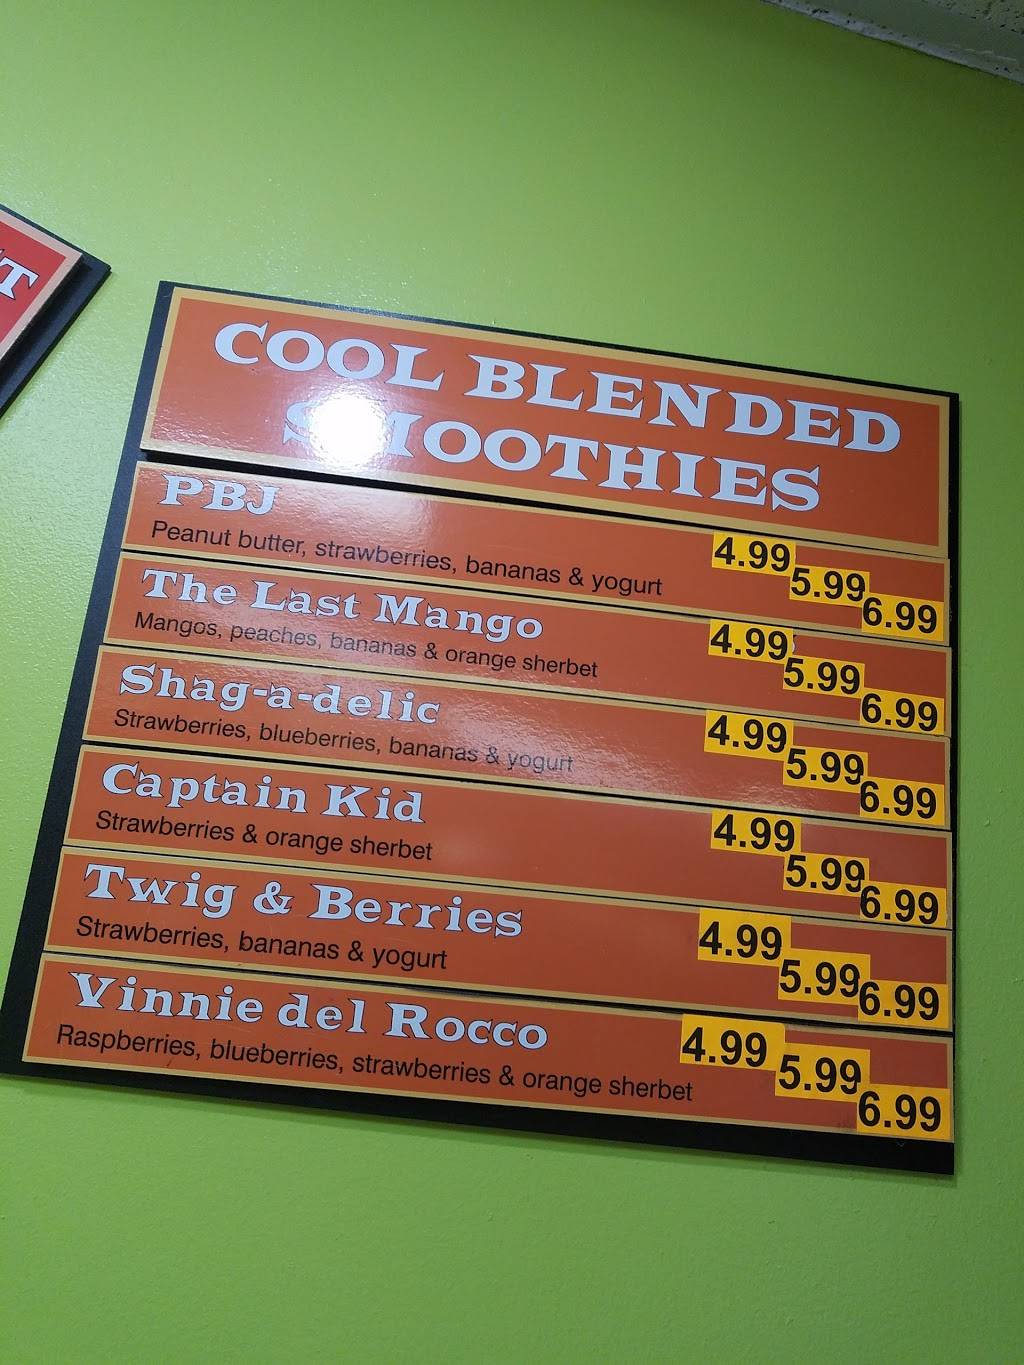 COOL BLENDED
SMOOTHIES
PBJ
Peanut butter, strawberries, bananas & yogurt
4.99 5.99 6.99
The Last Mango
Mangos, peaches, bananas & orange sherbet
4.99 5.99 6.99
Shag-a-delic
Strawberries, blueberries, bananas & yogurt
4.99 5.99 6.99
Captain Kid
Strawberries & orange sherbet
4.99 5.99 6.99
Twig & Berries
Strawberries, bananas & yogurt
4.99 5.99 6.99
Vinnie del Rocco
Raspberries, blueberries, strawberries & orange sherbet
4.99 5.99 6.99